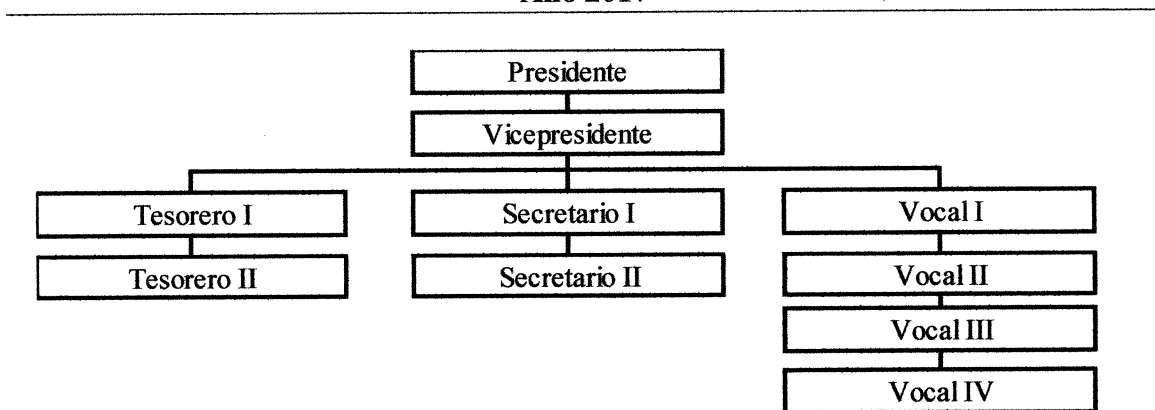 Presidente
Vicepresidente
Tesorero I
Secretario I
Vocal I
Tesorero II
Secretario II
Vocal II
Vocal III
Vocal IV